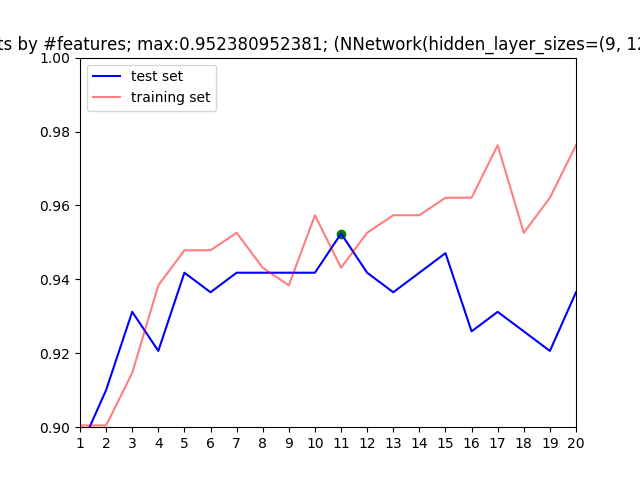 ts by #features; max:0.952380952381; (NNetwork(hidden_layer_sizes=(9, 12
1.00
0.98
0.96
0.94
0.92
0.90
test set
training set
1 2 3 4 5 6 7 8 9 10 11 12 13 14 15 16 17 18 19 20